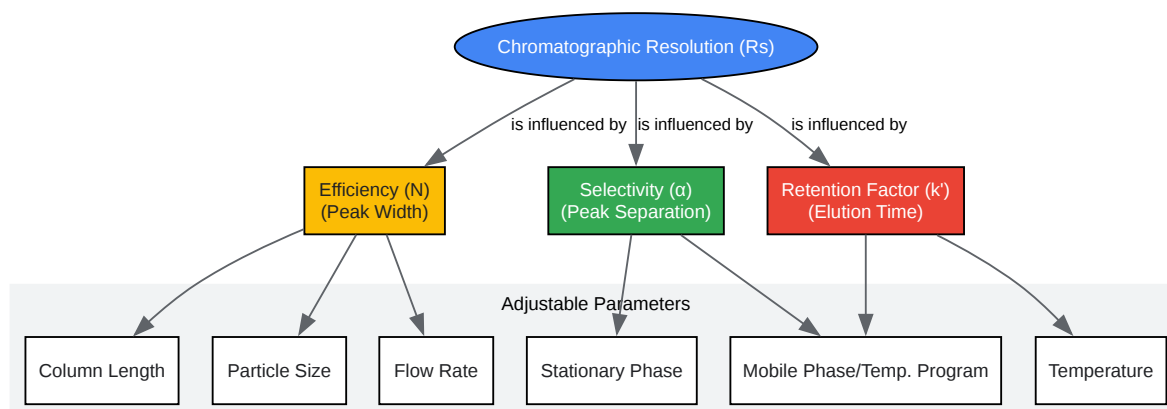 Chromatographic Resolution (Rs)
is influenced by
is influenced by
is influenced by
Efficiency (N)
(Peak Width)
Selectivity (α)
(Peak Separation)
Retention Factor (k')
(Elution Time)
Adjustable Parameters
Column Length
Particle Size
Flow Rate
Stationary Phase
Mobile Phase/Temp. Program
Temperature